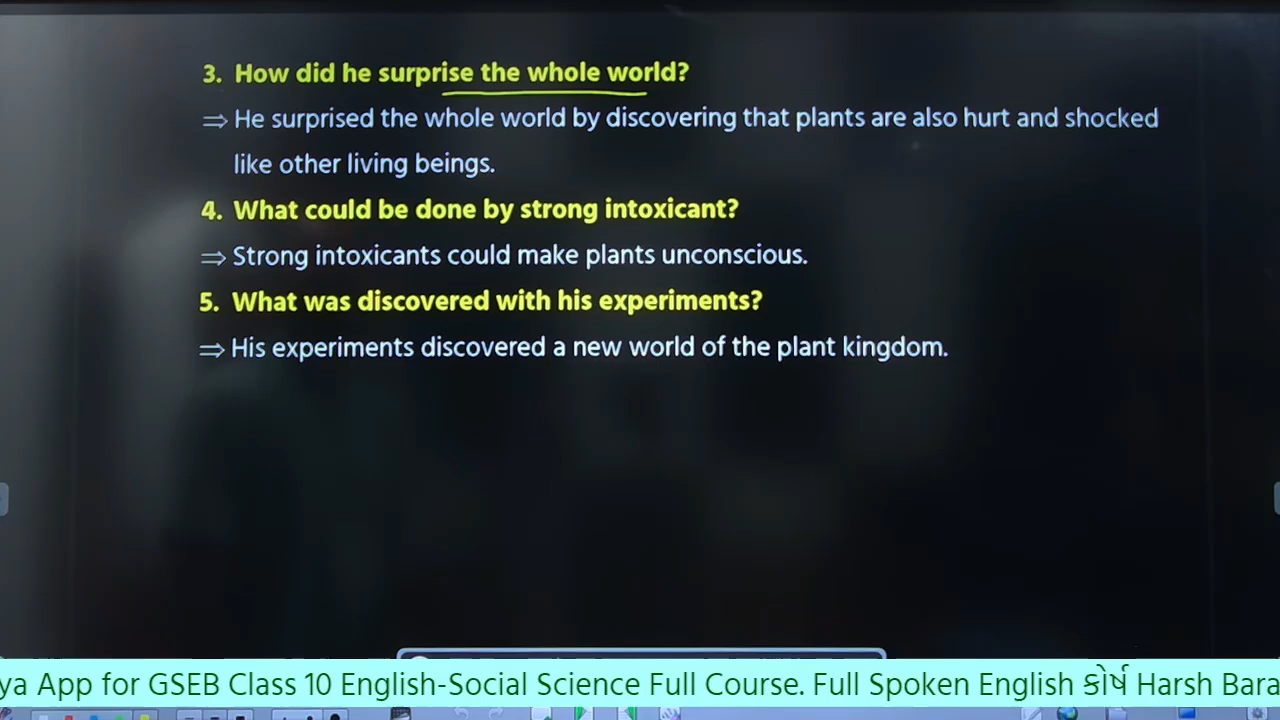 3. How did he surprise the whole world?
⇒ He surprised the whole world by discovering that plants are also hurt and shocked
like other living beings.
4. What could be done by strong intoxicant?
⇒ Strong intoxicants could make plants unconscious.
5. What was discovered with his experiments?
⇒ His experiments discovered a new world of the plant kingdom.
ya App for GSEB Class 10 English-Social Science Full Course. Full Spoken English કોર્ષ Harsh Bara